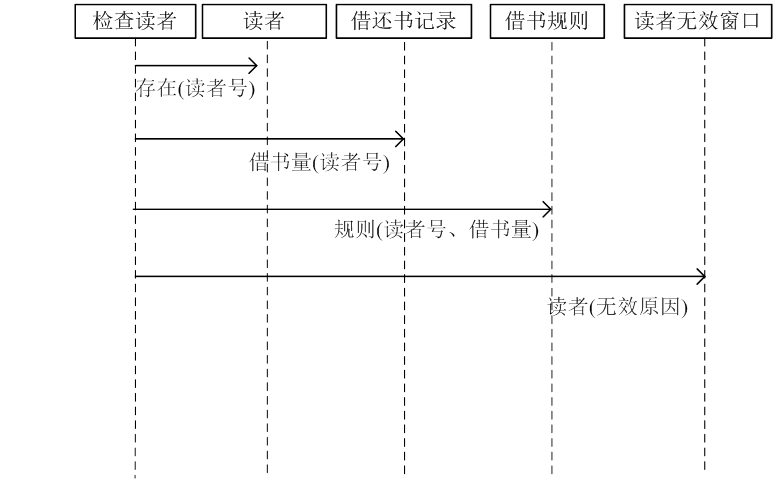 检查读者 读者 借还书记录 借书规则 读者无效窗口
存在(读者号)
借书量(读者号)
规则(读者号、借书量)
读者(无效原因)